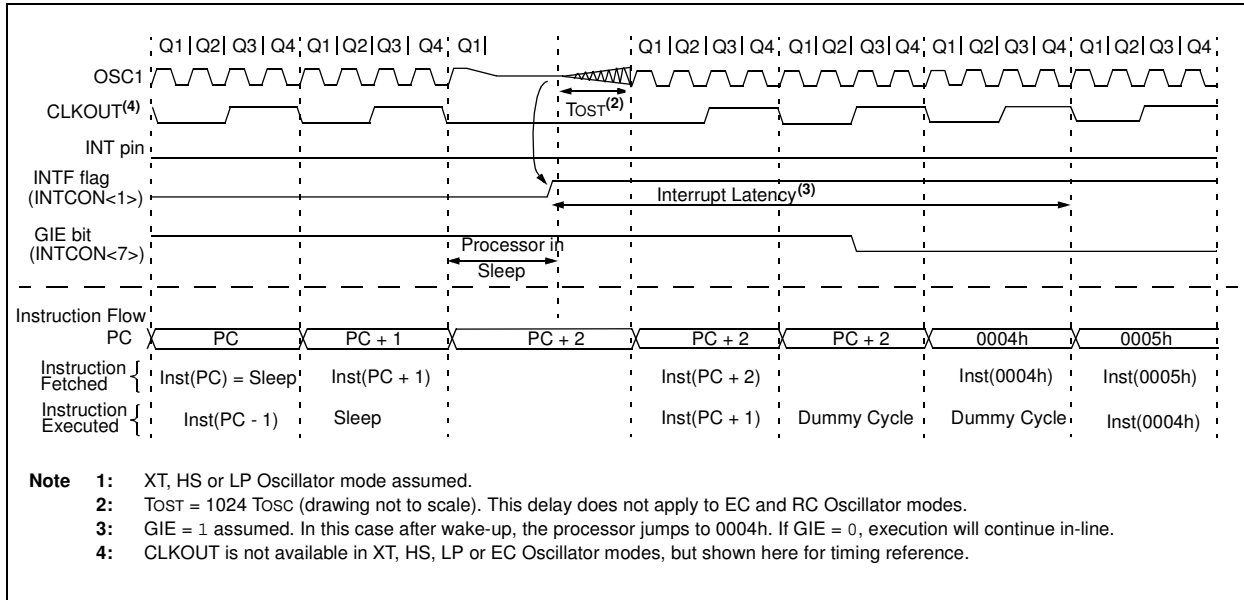 Q1 | Q2 | Q3 | Q4 Q1 | Q2 | Q3 | Q4 Q1 | Q1 | Q2 | Q3 | Q4 Q1 | Q2 | Q3 | Q4 Q1 | Q2 | Q3 | Q4 Q1 | Q2 | Q3 | Q4
OSC1
TOST(2)
CLKOUT(4)
INT pin
INTF flag
(INTCON<1>)
Interrupt Latency(3)
GIE bit
(INTCON<7>)
Processor in
Sleep
Instruction Flow
PC PC PC + 1 PC + 2 PC + 2 PC + 2 0004h 0005h
Instruction
Fetched
Inst(PC) = Sleep Inst(PC + 1) Inst(PC + 2) Inst(0004h) Inst(0005h)
Instruction
Executed
Inst(PC - 1) Sleep Inst(PC + 1) Dummy Cycle Dummy Cycle Inst(0004h)
Note 1: XT, HS or LP Oscillator mode assumed.
2: TOST = 1024 TOSC (drawing not to scale). This delay does not apply to EC and RC Oscillator modes.
3: GIE = 1 assumed. In this case after wake-up, the processor jumps to 0004h. If GIE = 0, execution will continue in-line.
4: CLKOUT is not available in XT, HS, LP or EC Oscillator modes, but shown here for timing reference.